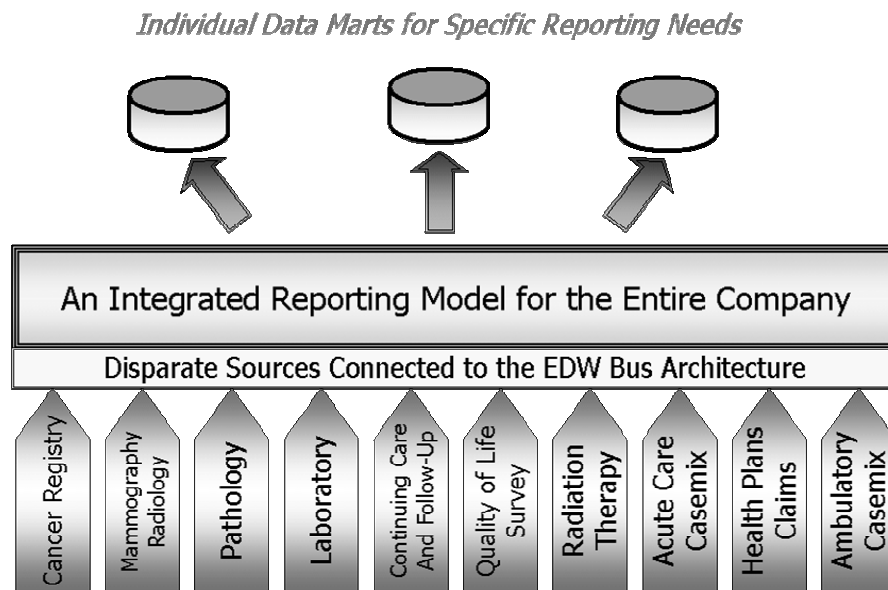 Individual Data Marts for Specific Reporting Needs
An Integrated Reporting Model for the Entire Company
Disparate Sources Connected to the EDW Bus Architecture
Cancer Registry
Mammography
Radiology
Pathology
Laboratory
Continuing Care
And Follow-Up
Quality of Life
Survey
Radiation
Therapy
Acute Care
Casemix
Health Plans
Claims
Ambulatory
Casemix